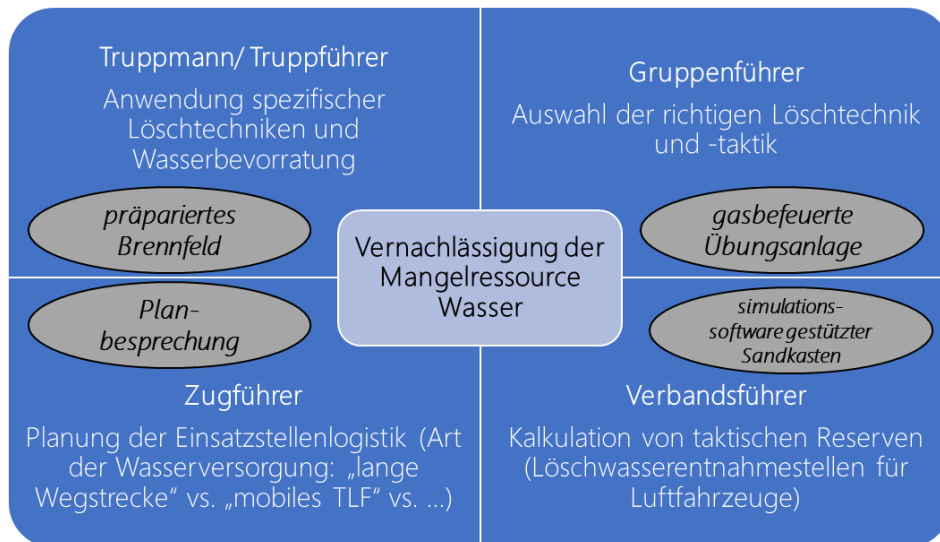 Truppmann/ Truppführer
Anwendung spezifischer
Löschtechniken und
Wasserbevorratung
präpariertes
Brennfeld
Gruppenführer
Auswahl der richtigen Löschtechnik
und -taktik
gasbefeuerte
Übungsanlage
Vernachlässigung der
Mangelressource
Wasser
Plan-
besprechung
Zugführer
Planung der Einsatzstellenlogistik (Art
der Wasserversorgung: „lange
Wegstrecke“ vs. „mobiles TLF“ vs. …)
simulations-
software gestützter
Sandkasten
Verbandsführer
Kalkulation von taktischen Reserven
(Löschwasserentnahmestellen für
Luftfahrzeuge)